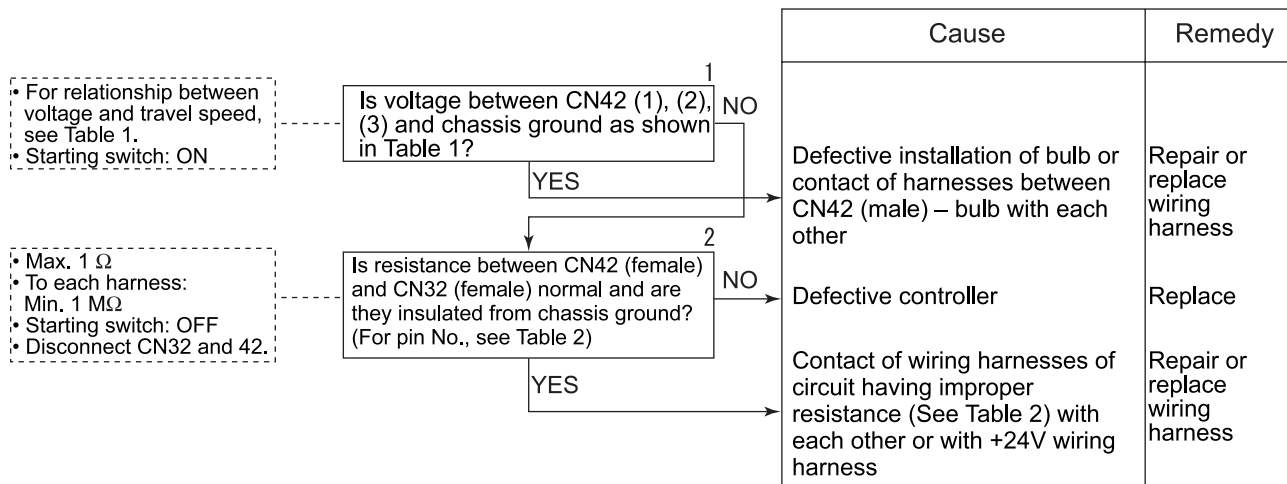 Cause
Remedy
• For relationship between
voltage and travel speed,
see Table 1.
• Starting switch: ON
1
Is voltage between CN42 (1), (2),
(3) and chassis ground as shown
in Table 1?
NO
YES
Defective installation of bulb or
contact of harnesses between
CN42 (male) – bulb with each
other
Repair or
replace
wiring
harness
• Max. 1 Ω
• To each harness:
Min. 1 MΩ
• Starting switch: OFF
• Disconnect CN32 and 42.
2
Is resistance between CN42 (female)
and CN32 (female) normal and are
they insulated from chassis ground?
(For pin No., see Table 2)
NO
Defective controller
Replace
YES
Contact of wiring harnesses of
circuit having improper
resistance (See Table 2) with
each other or with +24V wiring
harness
Repair or
replace
wiring
harness